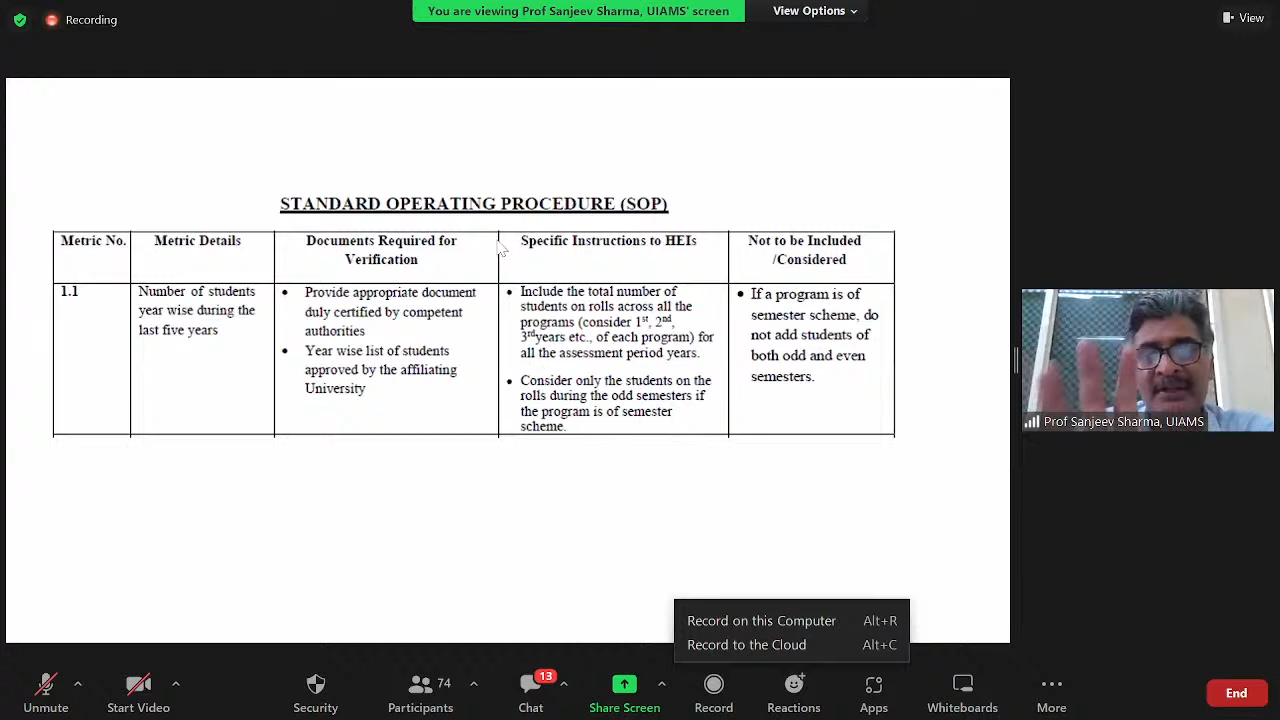 Recording
You are viewing Prof Sanjeev Sharma, UIAMS' screen
View Options
View
STANDARD OPERATING PROCEDURE (SOP)
Metric No.
Metric Details
Documents Required for
Verification
Specific Instructions to HEIs
Not to be Included
/Considered
1.1
Number of students
year wise during the
last five years
• Provide appropriate document
duly certified by competent
authorities
• Year wise list of students
approved by the affiliating
University
• Include the total number of
students on rolls across all the
programs (consider 1st, 2nd,
3rdyears etc., of each program) for
all the assessment period years.
• Consider only the students on the
rolls during the odd semesters if
the program is of semester
scheme.
• If a program is of
semester scheme, do
not add students of
both odd and even
semesters.
Prof Sanjeev Sharma, UIAMS
Record on this Computer Alt+R
Record to the Cloud Alt+C
Unmute
Start Video
Security
74
Participants
13
Chat
Share Screen
Record
Reactions
Apps
Whiteboards
More
End